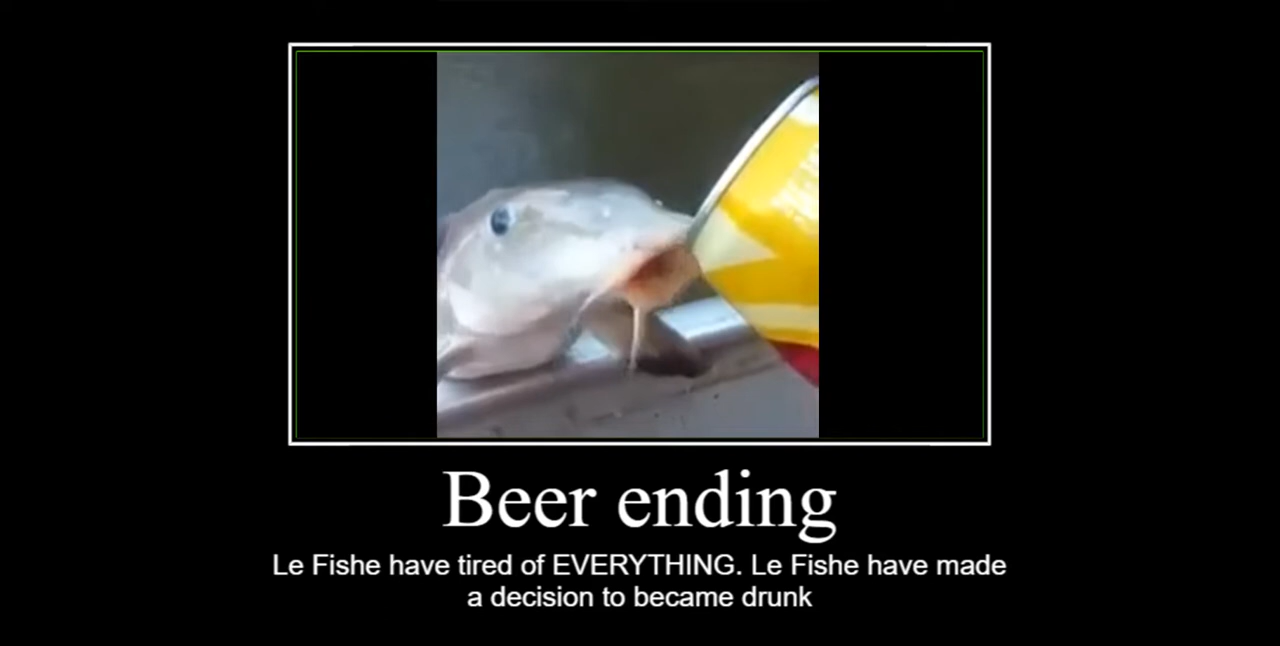 Beer ending
Le Fishe have tired of EVERYTHING. Le Fishe have made
a decision to became drunk